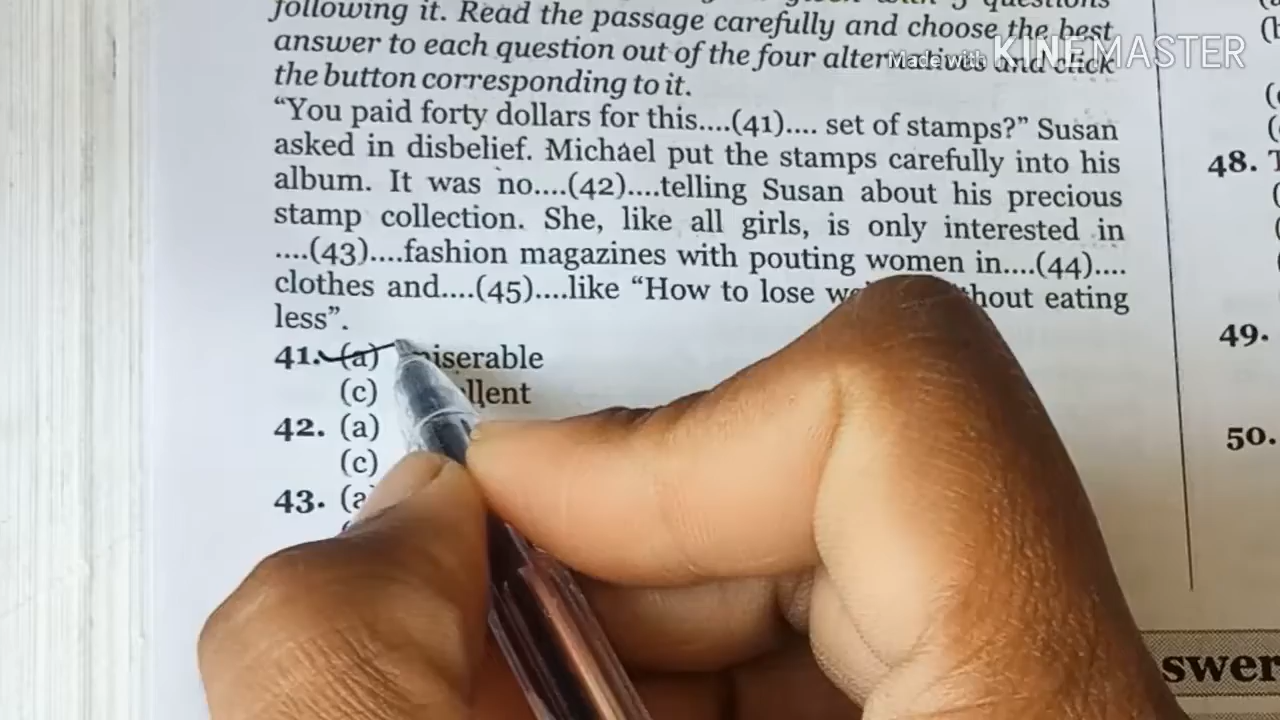 following it. Read the passage carefully and choose the best
answer to each question out of the four alternatives and click
the button corresponding to it.
Made with KINEMASTER
“You paid forty dollars for this....(41).... set of stamps?” Susan
asked in disbelief. Michael put the stamps carefully into his
album. It was no....(42)....telling Susan about his precious
stamp collection. She, like all girls, is only interested in
....(43)....fashion magazines with pouting women in....(44)....
clothes and....(45)....like “How to lose eating
less”.
41. (a)
(c)
42. (a)
(c)
43. (a
48.
49.
50.